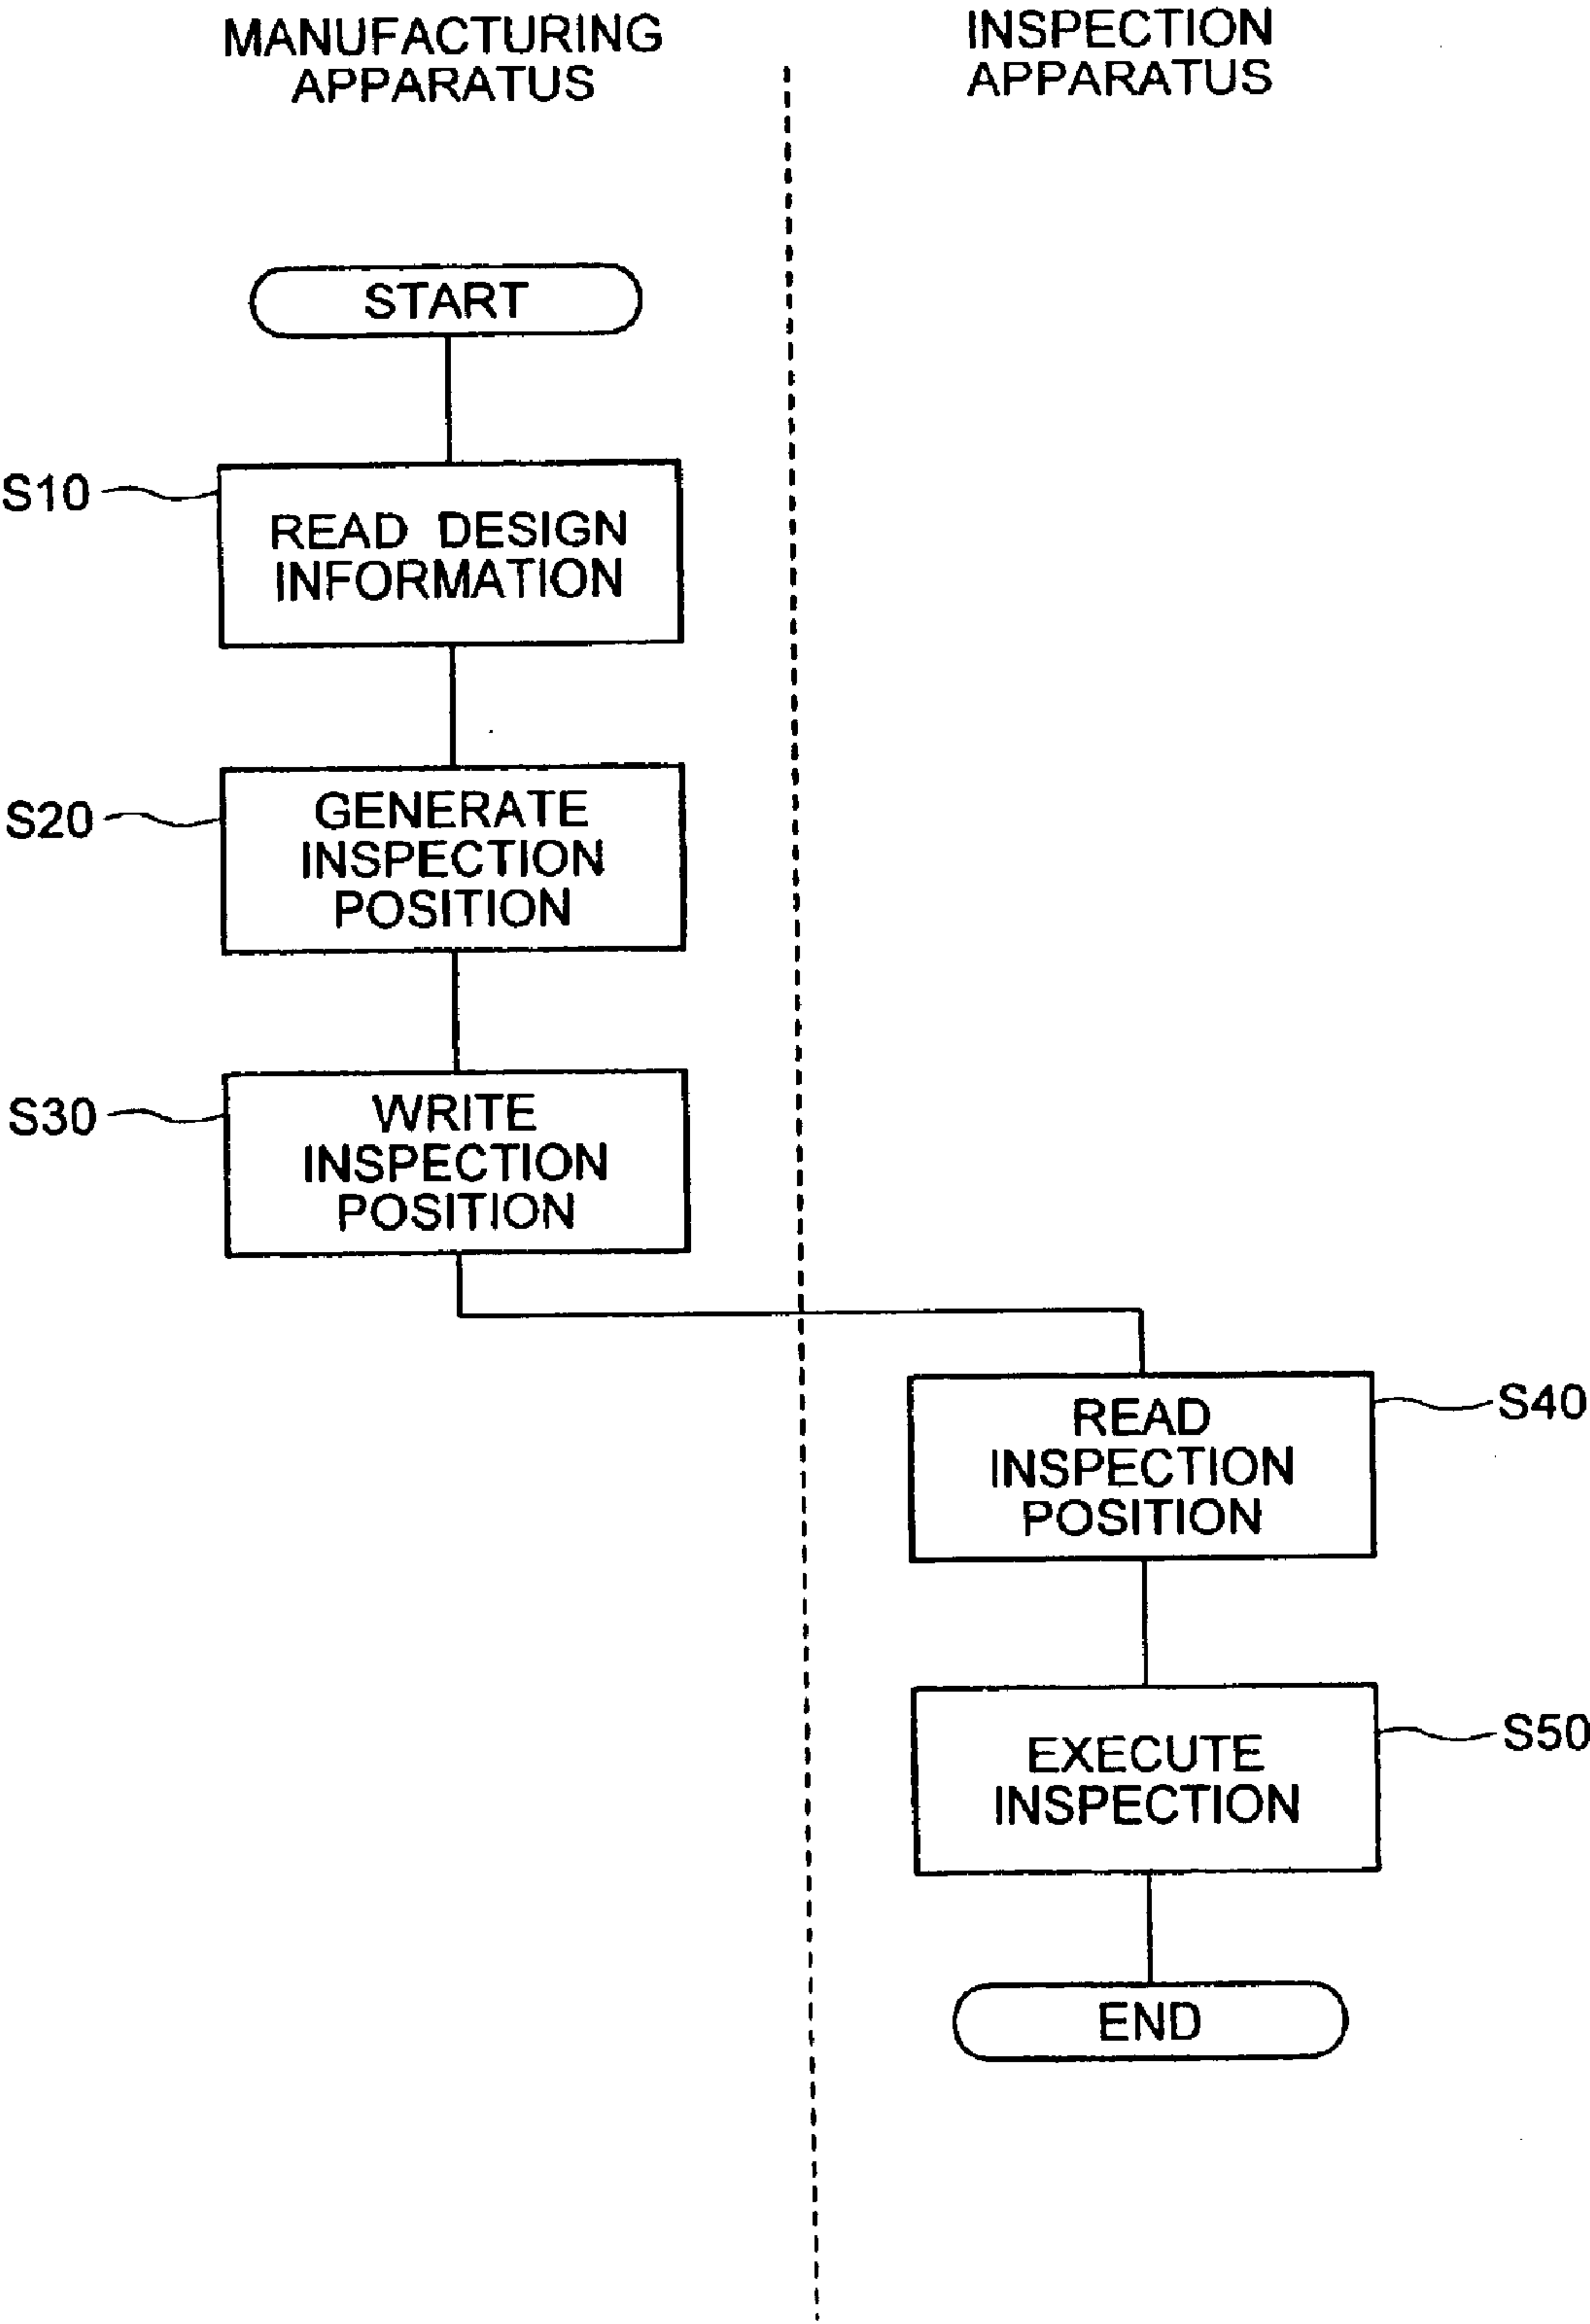 MANUFACTURING
APPARATUS
INSPECTION
APPARATUS
START
S10
READ DESIGN
INFORMATION
S20
GENERATE
INSPECTION
POSITION
S30
WRITE
INSPECTION
POSITION
READ
INSPECTION
POSITION
S40
EXECUTE
INSPECTION
S50
END